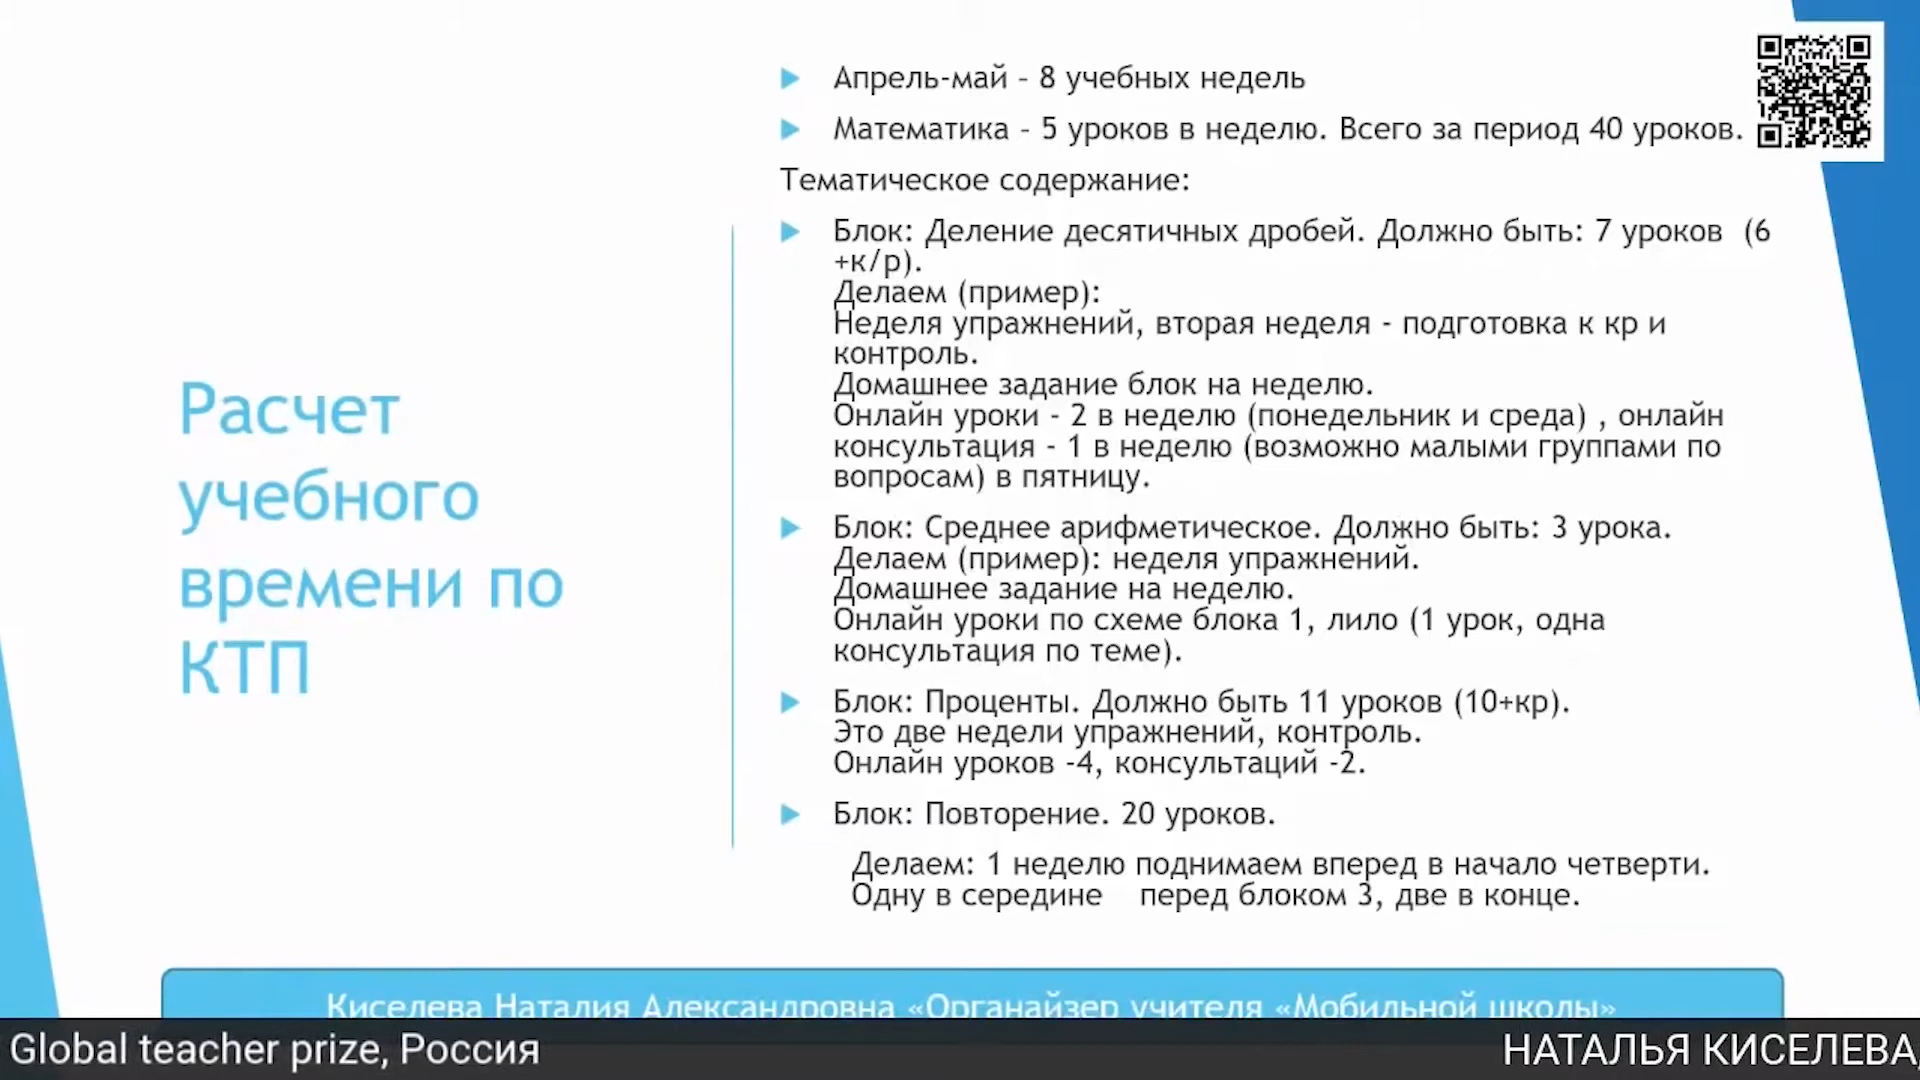 Расчет
учебного
времени по
КТП
Апрель-май – 8 учебных недель
Математика – 5 уроков в неделю. Всего за период 40 уроков.
Тематическое содержание:
Блок: Деление десятичных дробей. Должно быть: 7 уроков (6
+к/р).
Делаем (пример):
Неделя упражнений, вторая неделя - подготовка к кр и
контроль.
Домашнее задание блок на неделю.
Онлайн уроки - 2 в неделю (понедельник и среда) , онлайн
консультация - 1 в неделю (возможно малыми группами по
вопросам) в пятницу.
Блок: Среднее арифметическое. Должно быть: 3 урока.
Делаем (пример): неделя упражнений.
Домашнее задание на неделю.
Онлайн уроки по схеме блока 1, лило (1 урок, одна
консультация по теме).
Блок: Проценты. Должно быть 11 уроков (10+кр).
Это две недели упражнений, контроль.
Онлайн уроков -4, консультаций -2.
Блок: Повторение. 20 уроков.
Делаем: 1 неделю поднимаем вперед в начало четверти.
Одну в середине перед блоком 3, две в конце.
Киселева Наталия Александровна «Органайзер учителя «Мобильной школы»
Global teacher prize, Россия
НАТАЛЬЯ КИСЕЛЕВА,